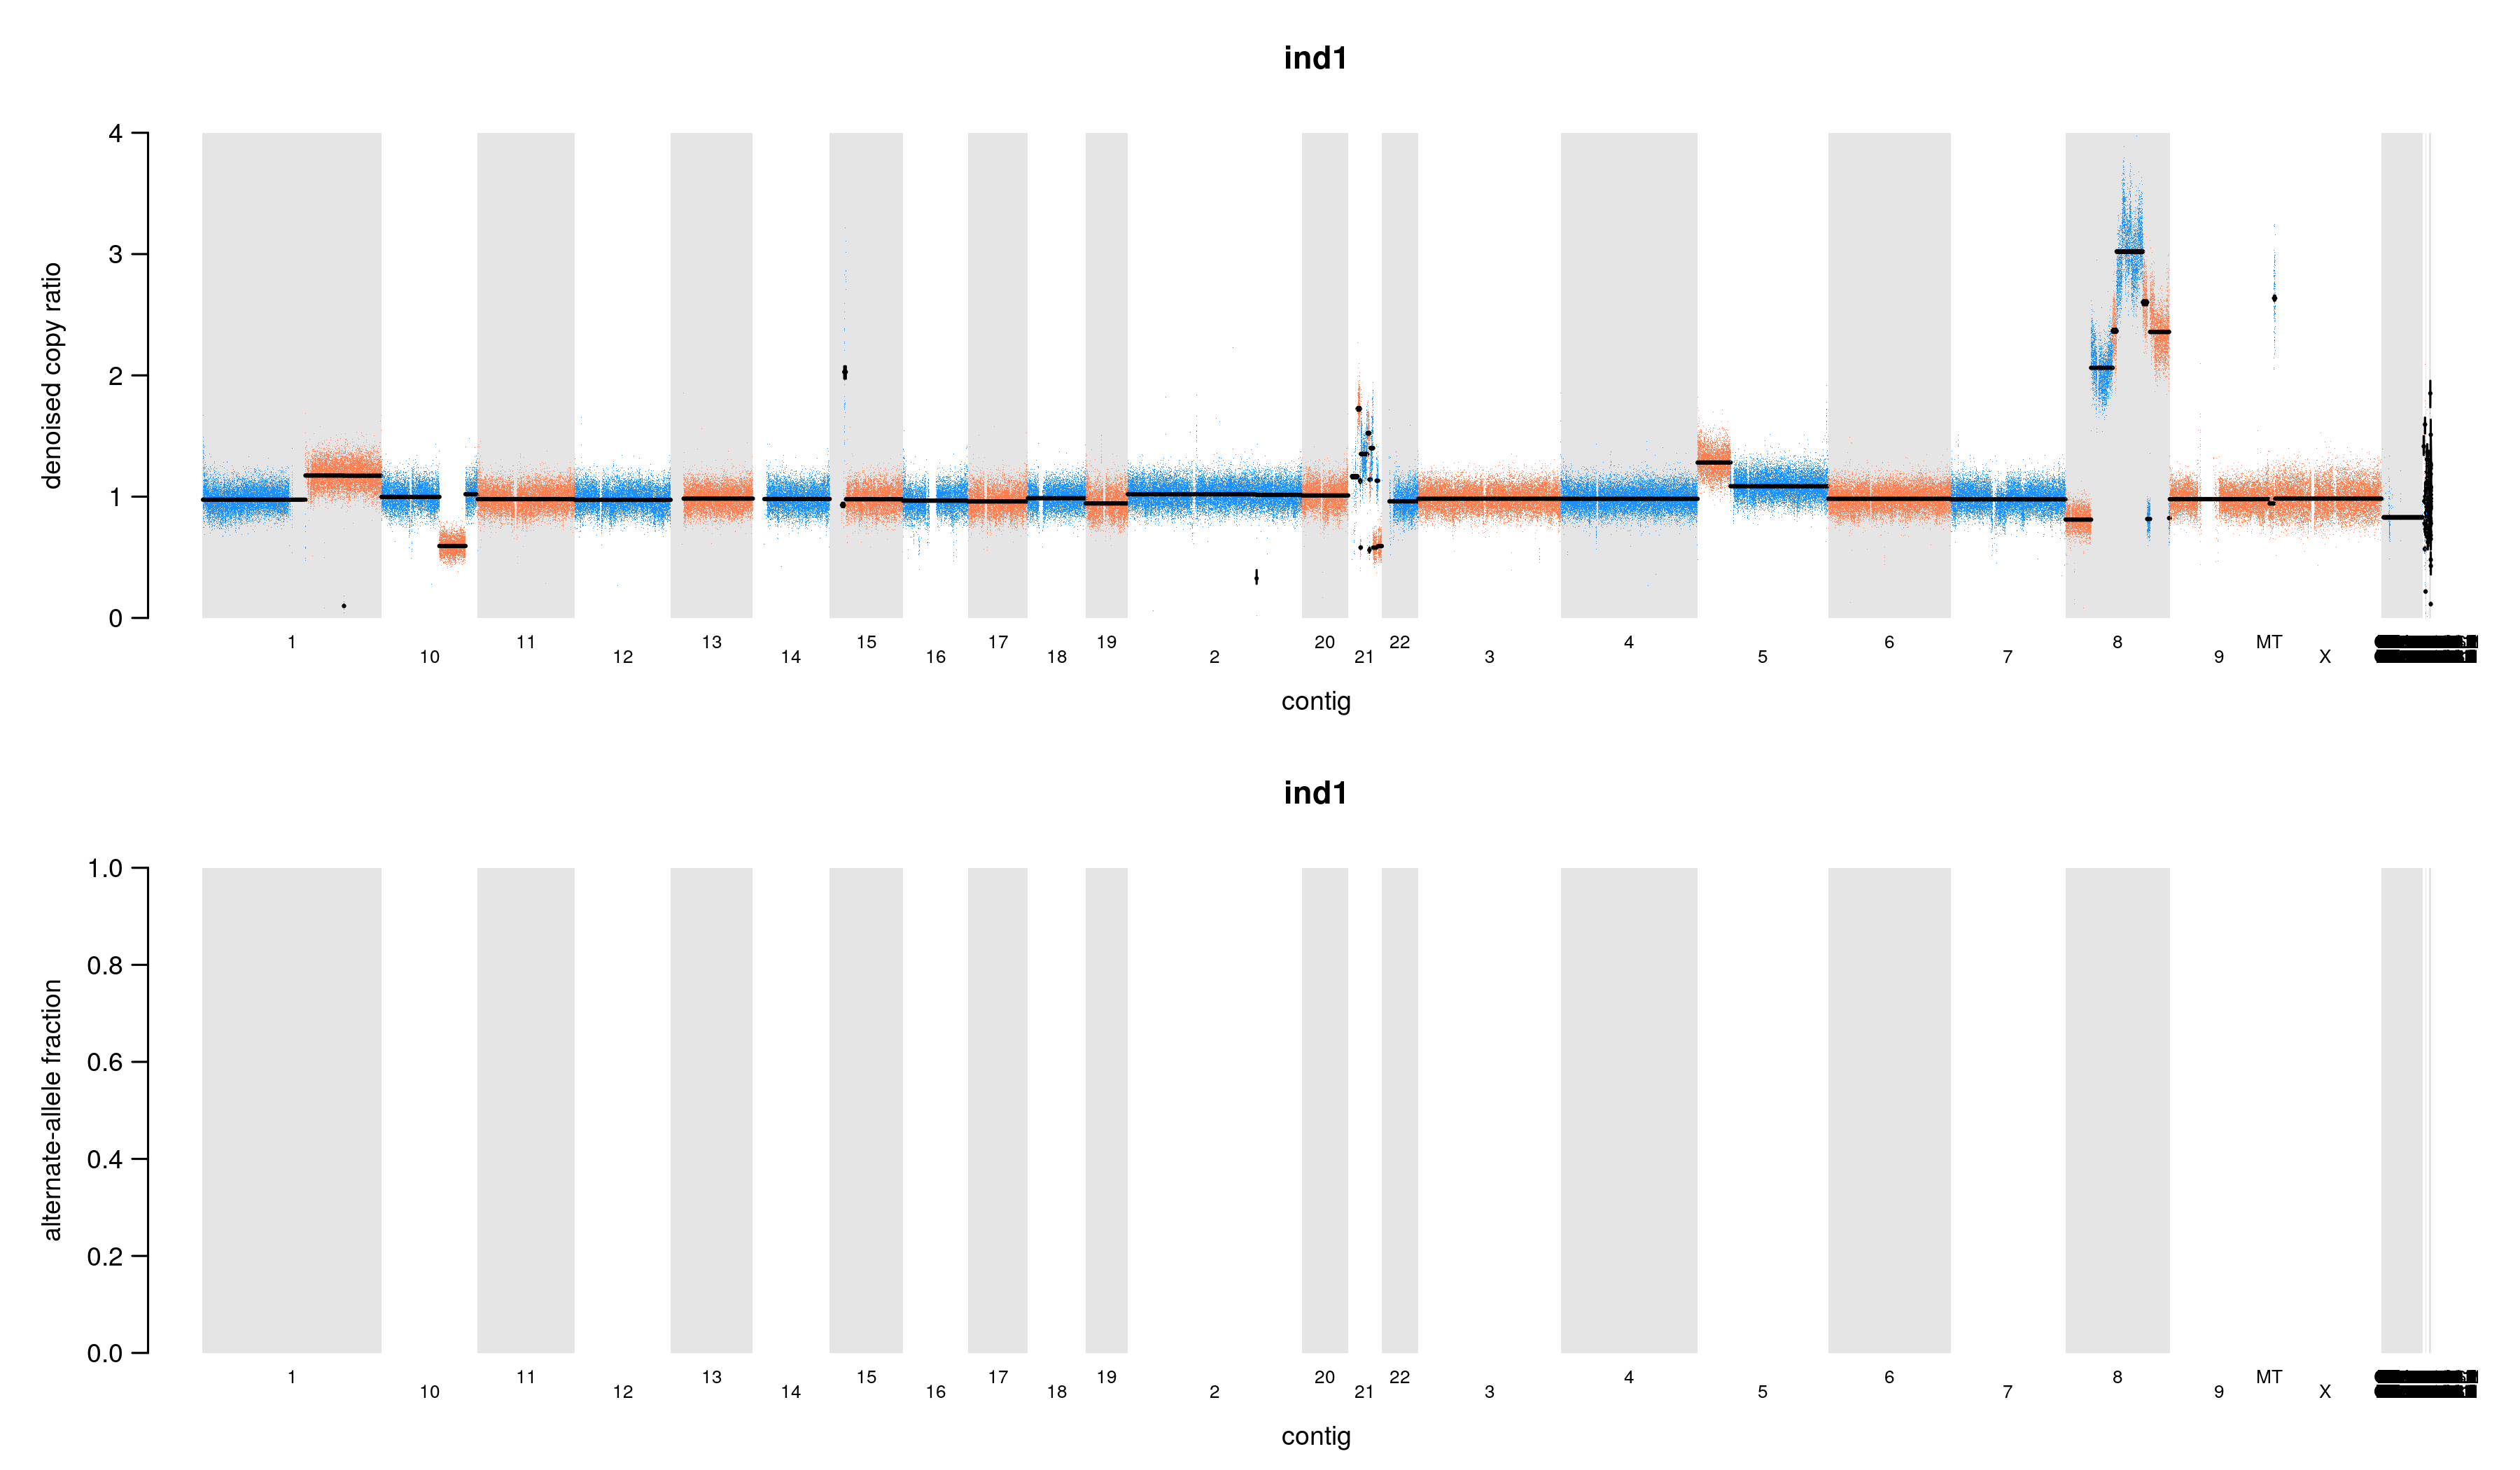 ind1
denoised copy ratio
4
3
2
1
0
1 11 13 15 17 19 20 22 4 6 8 MT
10 12 14 16 18 2 21 3 5 7 9 X
contig
ind1
alternate-allele fraction
1.0
0.8
0.6
0.4
0.2
0.0
1 11 13 15 17 19 20 22 4 6 8 MT
10 12 14 16 18 2 21 3 5 7 9 X
contig